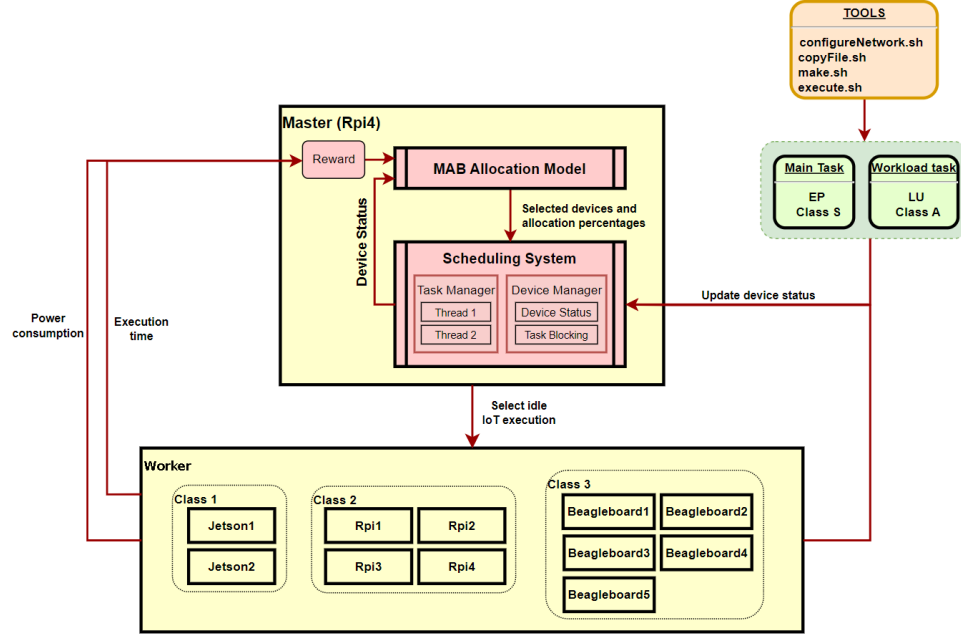 TOOLS
configureNetwork.sh
copyFile.sh
make.sh
execute.sh
Main Task
EP
Class S
Workload task
LU
Class A
Master (Rpi4)
Reward
MAB Allocation Model
Device Status
Selected devices and
allocation percentages
Scheduling System
Task Manager
Thread 1
Thread 2
Device Manager
Device Status
Task Blocking
Update device status
Power
consumption
Execution
time
Select idle
IoT execution
Worker
Class 1
Jetson1
Jetson2
Class 2
Rpi1
Rpi2
Rpi3
Rpi4
Class 3
Beagleboard1
Beagleboard2
Beagleboard3
Beagleboard4
Beagleboard5